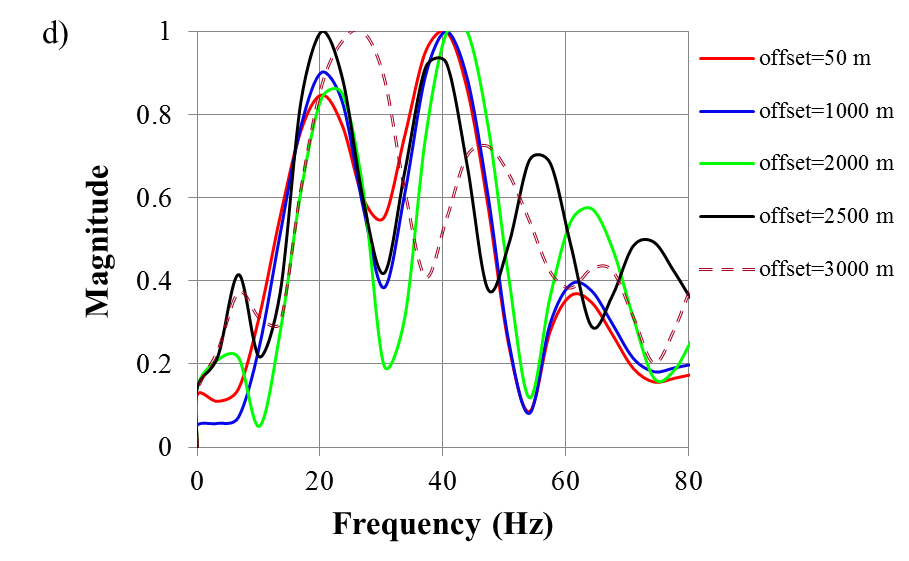 d)
1
0.8
0.6
0.4
0.2
0
Magnitude
0 20 40 60 80
Frequency (Hz)
offset=50 m
offset=1000 m
offset=2000 m
offset=2500 m
offset=3000 m